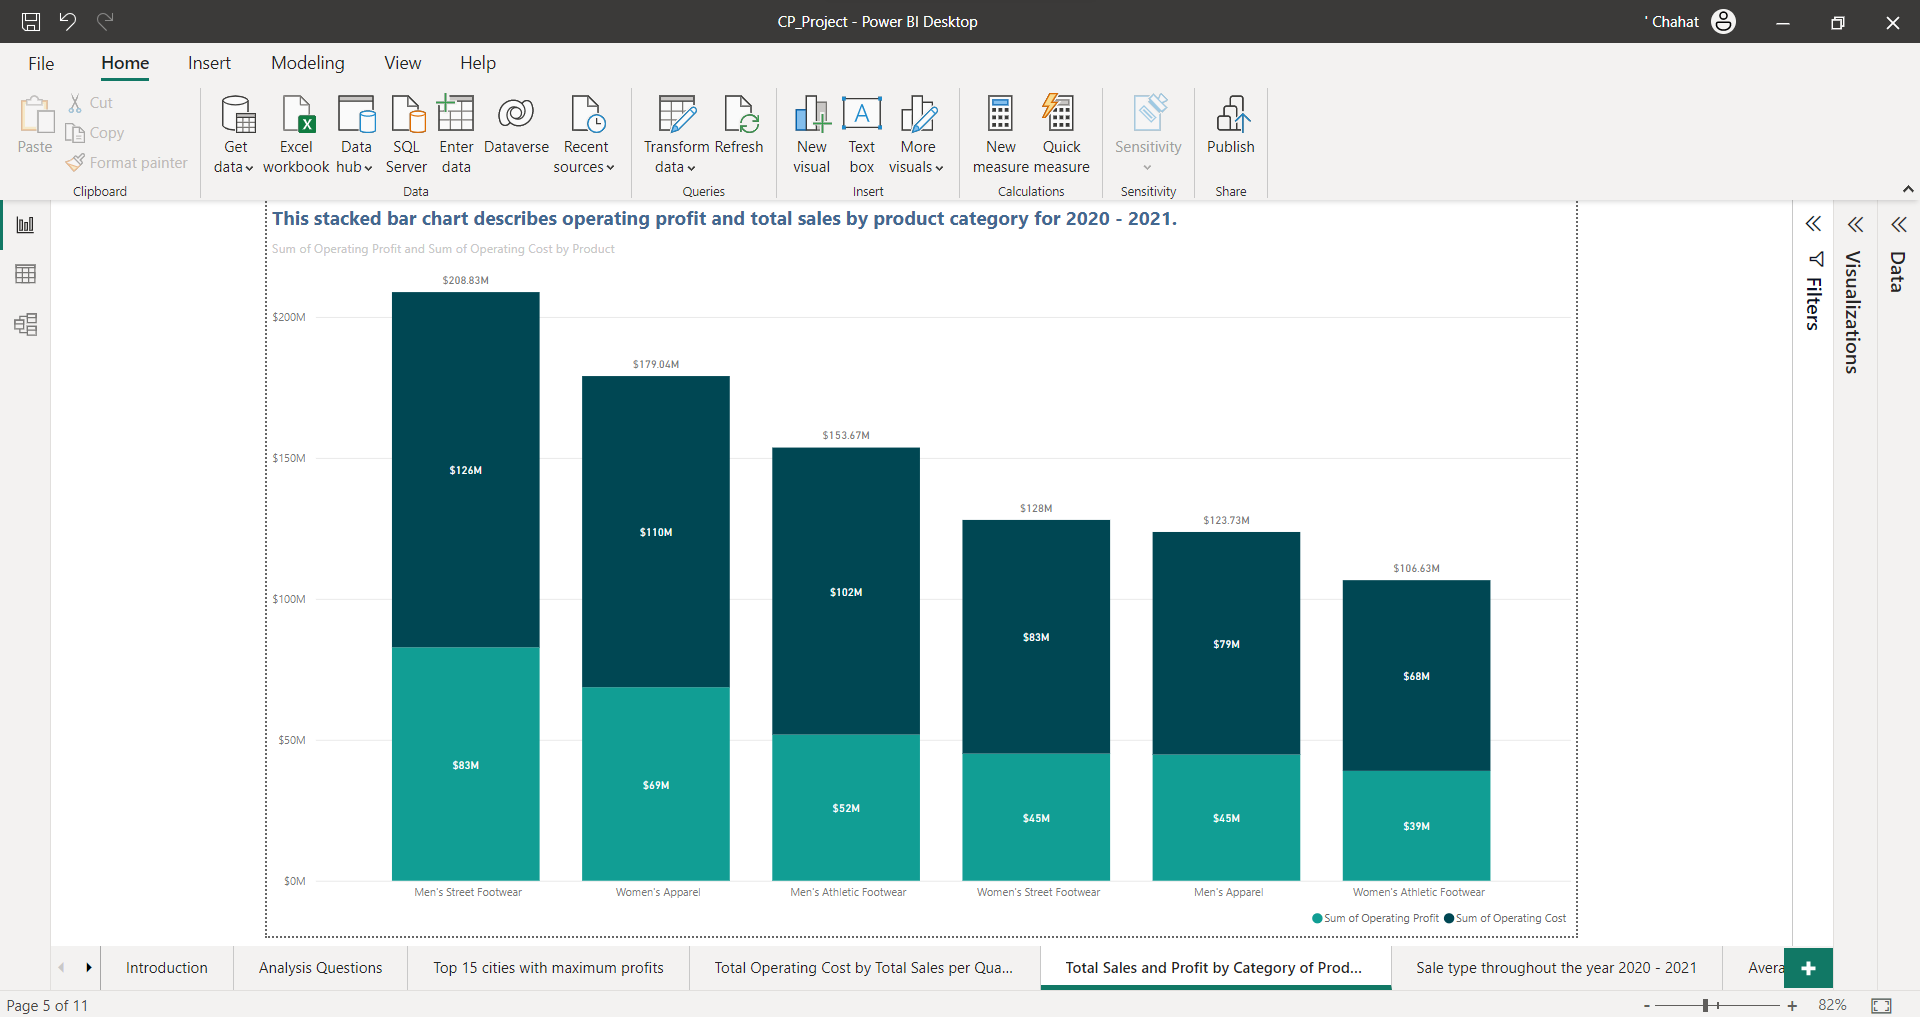 CP_Project - Power BI Desktop
' Chahat
File Home Insert Modeling View Help
Paste
Cut
Copy
Format painter
Clipboard
Get data
Excel workbook
Data hub
SQL Server
Enter data
Dataverse
Recent sources
Data
Transform data
Refresh
Queries
New visual
Text box
More visuals
Insert
New measure
Quick measure
Calculations
Sensitivity
Sensitivity
Publish
Share
This stacked bar chart describes operating profit and total sales by product category for 2020 - 2021.
Sum of Operating Profit and Sum of Operating Cost by Product
$200M
$150M
$100M
$50M
$0M
$208.83M
$126M
$83M
$179.04M
$110M
$69M
$153.67M
$102M
$52M
$128M
$83M
$45M
$123.73M
$79M
$45M
$106.63M
$68M
$39M
Men's Street Footwear
Women's Apparel
Men's Athletic Footwear
Women's Street Footwear
Men's Apparel
Women's Athletic Footwear
Sum of Operating Profit
Sum of Operating Cost
Filters
Visualizations
Data
Introduction
Analysis Questions
Top 15 cities with maximum profits
Total Operating Cost by Total Sales per Qua...
Total Sales and Profit by Category of Prod...
Sale type throughout the year 2020 - 2021
Avera
Page 5 of 11
- + 82%